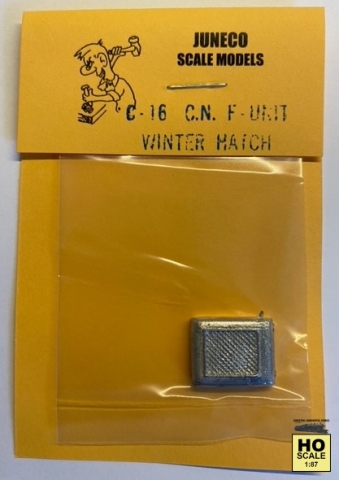 JUNECO
SCALE MODELS
C-16 C.N. F-UNIT
WINTER HATCH
HO
SCALE
1:87